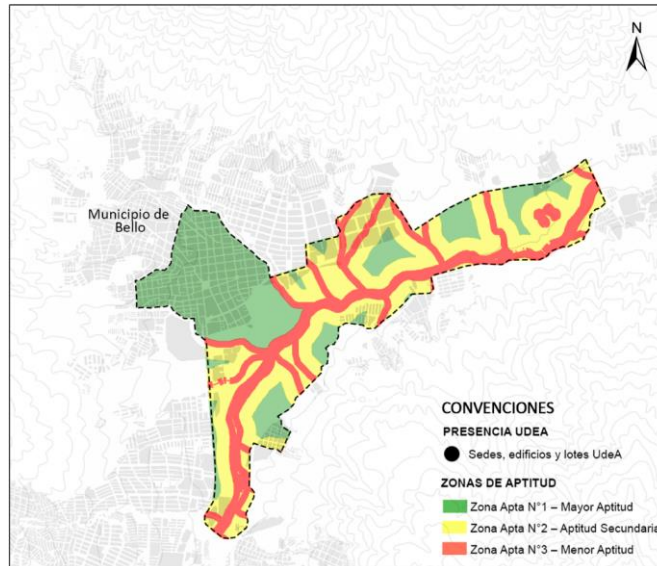 N
Municipio de
Bello
CONVENCIONES
PRESENCIA UDEA
Sedes, edificios y lotes UdeA
ZONAS DE APTITUD
Zona Apta N°1 – Mayor Aptitud
Zona Apta N°2 – Aptitud Secundaria
Zona Apta N°3 – Menor Aptitud